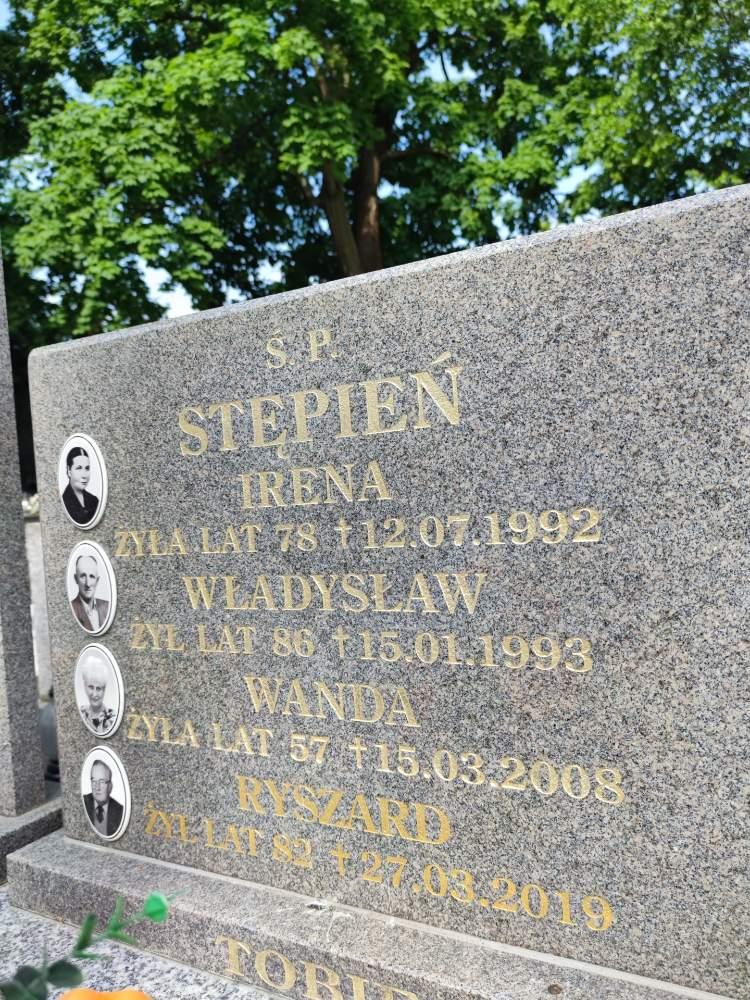 Ś. P.
STĘPIEŃ
IRENA
ŻYŁA LAT 78 † 12.07.1992
WŁADYSŁAW
ŻYŁ LAT 86 † 15.01.1993
WANDA
ŻYŁA LAT 57 † 15.03.2008
RYSZARD
ŻYŁ LAT 82 † 27.03.2019